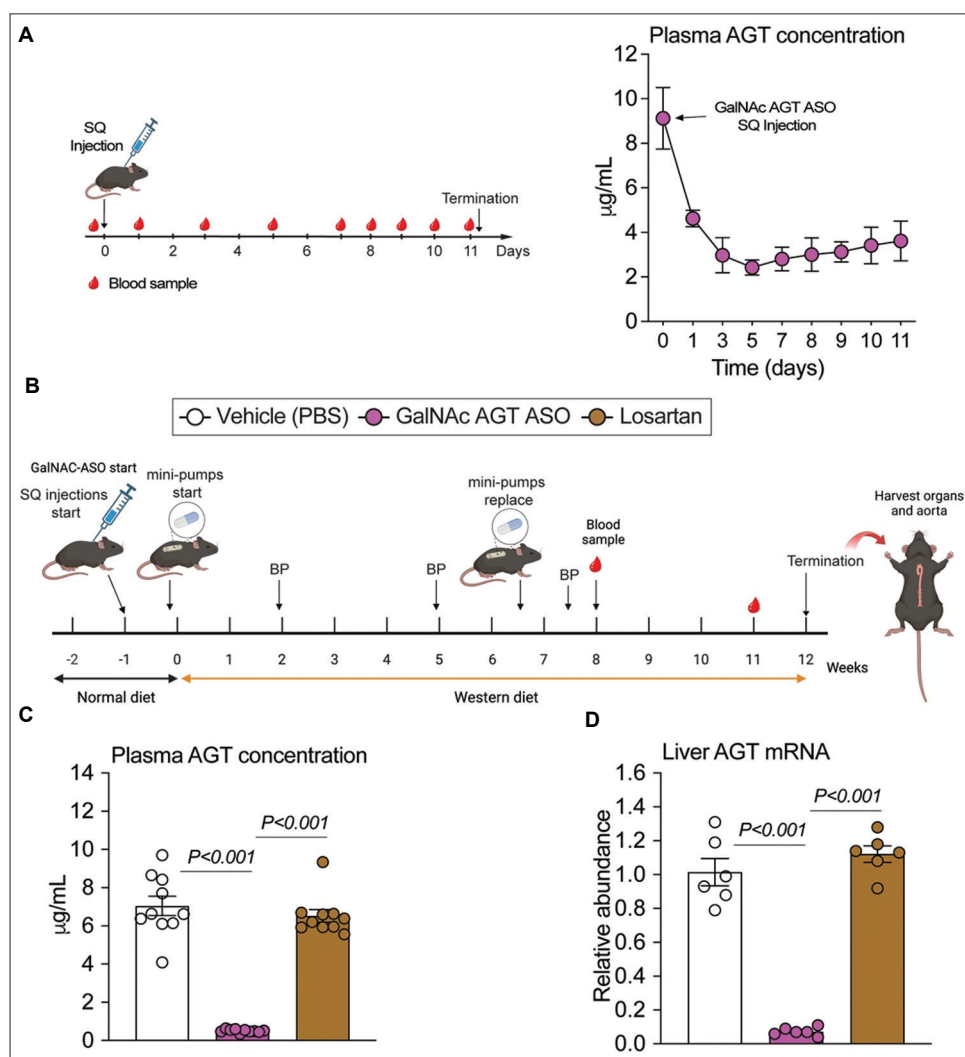 A
SQ
Injection
Termination
0 2 4 6 8 10 11 Days
Blood sample
Plasma AGT concentration
GalNAc AGT ASO
SQ Injection
µg/mL
12
10
8
6
4
2
0
0 1 3 5 7 8 9 10 11
Time (days)
B
Vehicle (PBS) GalNAc AGT ASO Losartan
GalNAC-ASO start
SQ injections
start
mini-pumps
start
BP
BP
mini-pumps
replace
BP
Blood
sample
Termination
Harvest organs
and aorta
-2 -1 0 1 2 3 4 5 6 7 8 9 10 11 12 Weeks
Normal diet
Western diet
C
Plasma AGT concentration
µg/mL
14
12
10
8
6
4
2
0
P<0.001
P<0.001
D
Liver AGT mRNA
Relative abundance
1.6
1.4
1.2
1.0
0.8
0.6
0.4
0.2
0.0
P<0.001
P<0.001